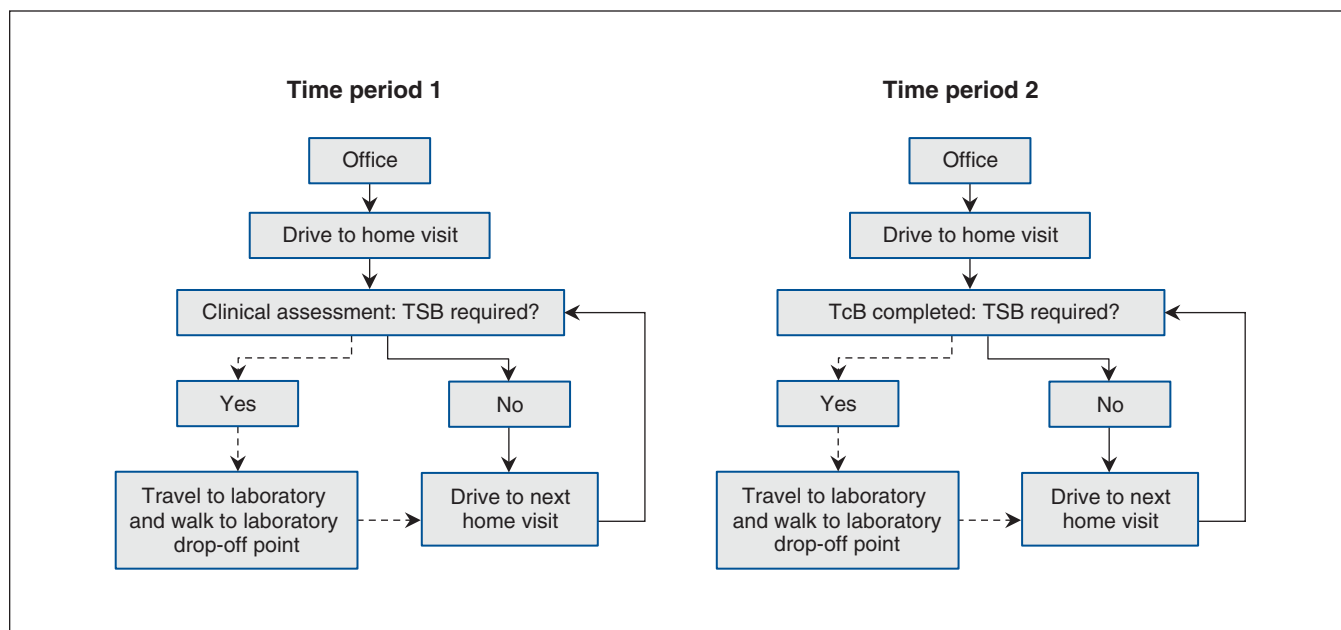 Time period 1
Office
Drive to home visit
Clinical assessment: TSB required?
Yes
No
Travel to laboratory
and walk to laboratory
drop-off point
Drive to next
home visit
Time period 2
Office
Drive to home visit
TcB completed: TSB required?
Yes
No
Travel to laboratory
and walk to laboratory
drop-off point
Drive to next
home visit